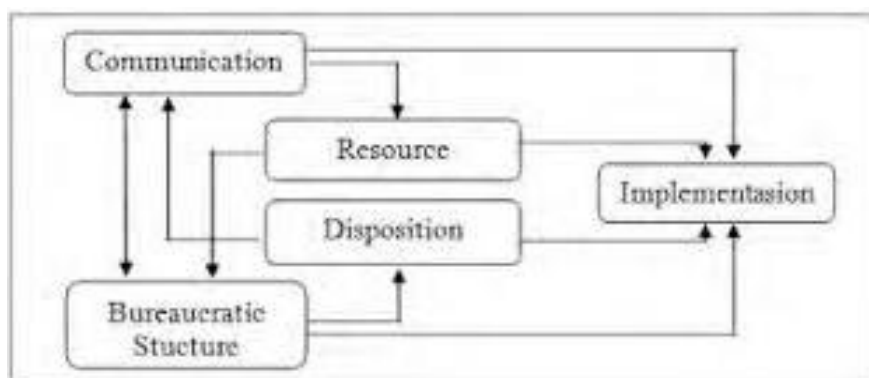 Communication
Resource
Implementasion
Disposition
Bureaucratic
Stucture